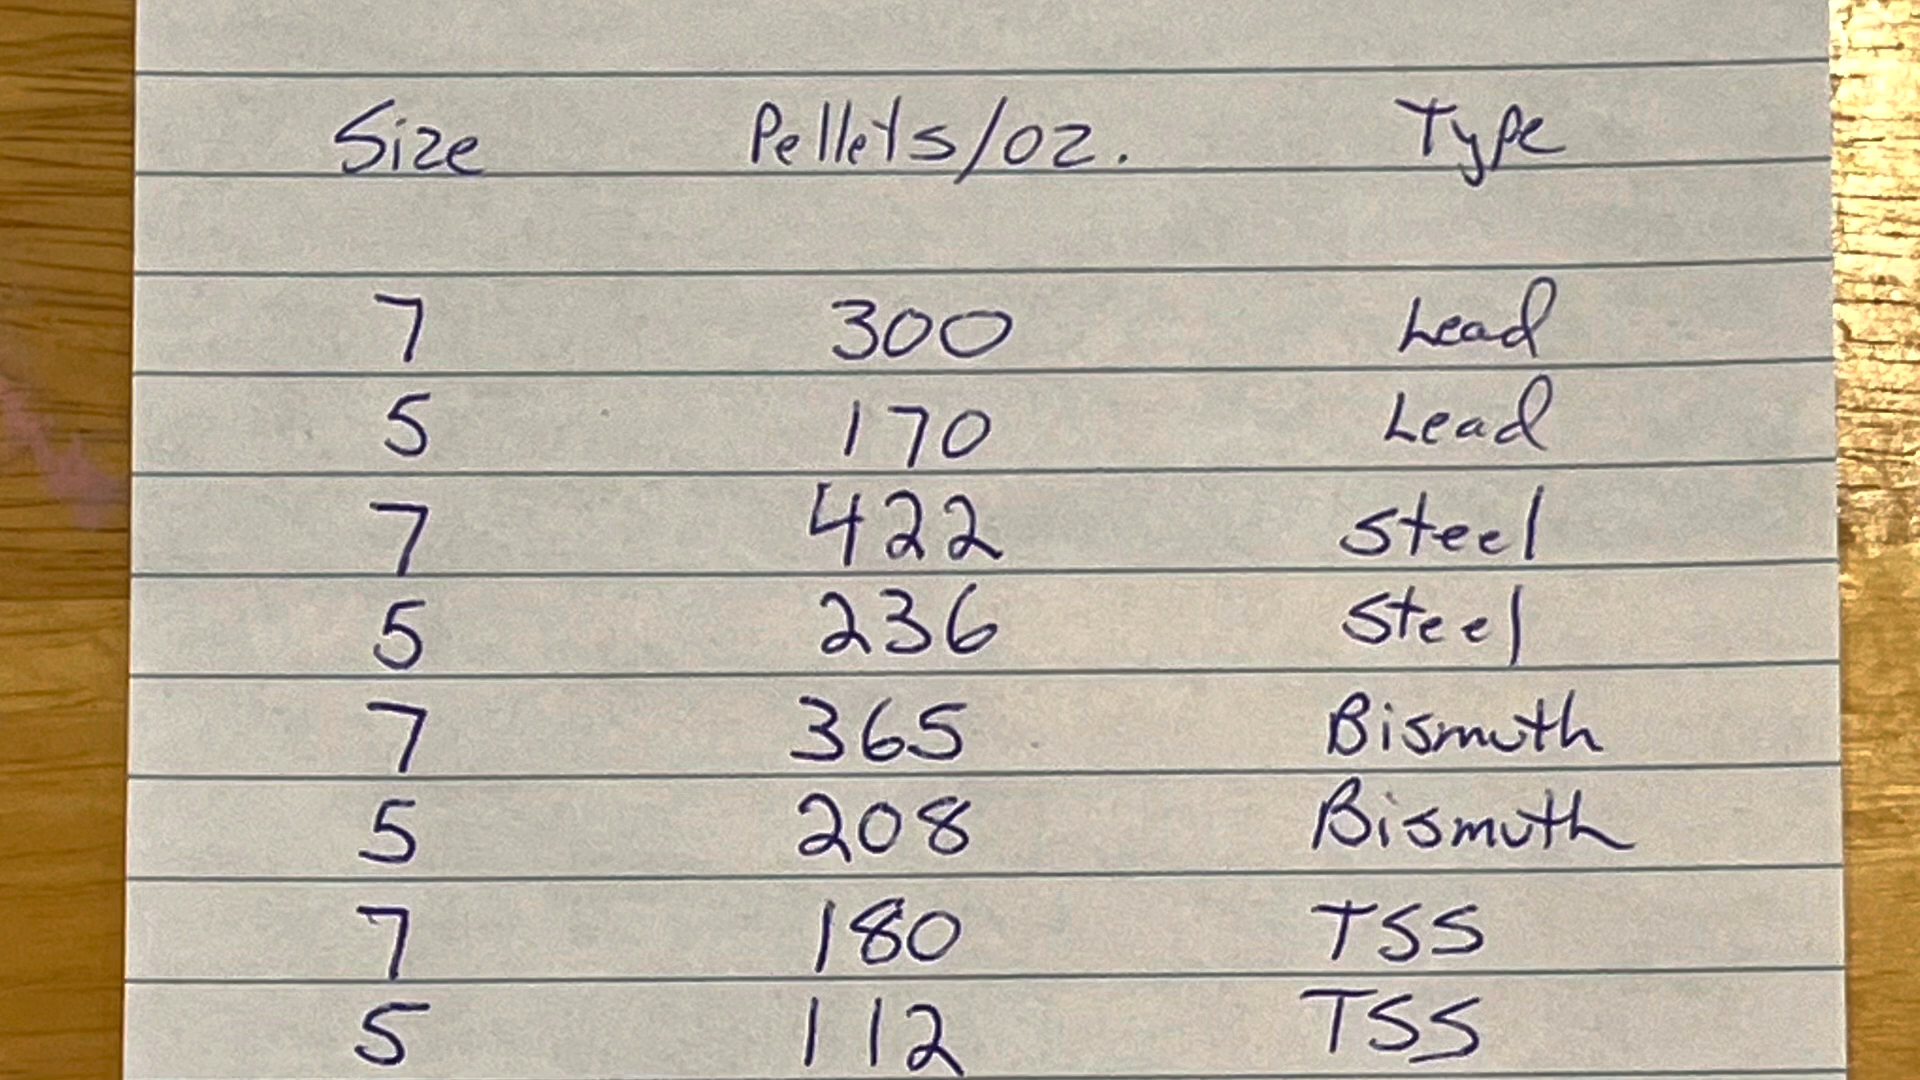 Size Pellets/oz. Type
7 300 Lead
5 170 Lead
7 422 Steel
5 236 Steel
7 365 Bismuth
5 208 Bismuth
7 180 TSS
5 112 TSS